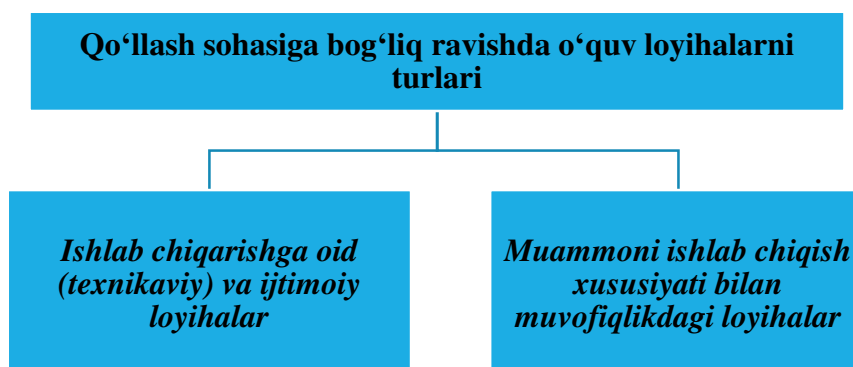 Qo‘llash sohasiga bog‘liq ravishda o‘quv loyihalarni
turlari
Ishlab chiqarishga oid
(texnikaviy) va ijtimoiy
loyihalar
Muammoni ishlab chiqish
xususiyati bilan
muvofiqlikdagi loyihalar